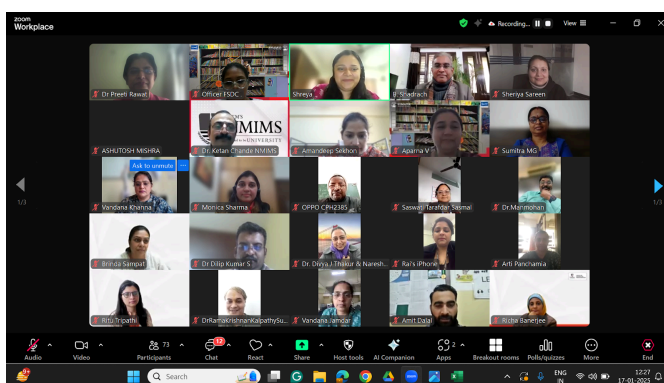 zoom
Workplace
Recording...
View
Dr Preeti Rawat
Officer FSOC
Shreya
B. Shadrach
Sheriya Sareen
ASHUTOSH MISHRA
NMIMS
Dr. Ketan Chande NMIMS
Amandeep Sekhon
Aparna V
Sumitra MG
Ask to unmute
Vandana Khanna
Monica Sharma
OPPO CPH2385
Saswati Tarafdar Sasmal
Dr.Manmohan
1/3
1/3
Brinda Sampat
Dr Dilip Kumar S
Dr. Divya.J.Thakur & Naresh...
Rai's iPhone
Arti Panchamia
Ritu Tripathi
DrRamaKrishnanKalpathySu...
Vandana Jamdar
Amit Dalal
Richa Banerjee
Audio
Video
73
Participants
12
Chat
React
Share
Host tools
AI Companion
2
Apps
Breakout rooms
Polls/quizzes
More
End
Search
ENG
IN
12:27
17-01-2025